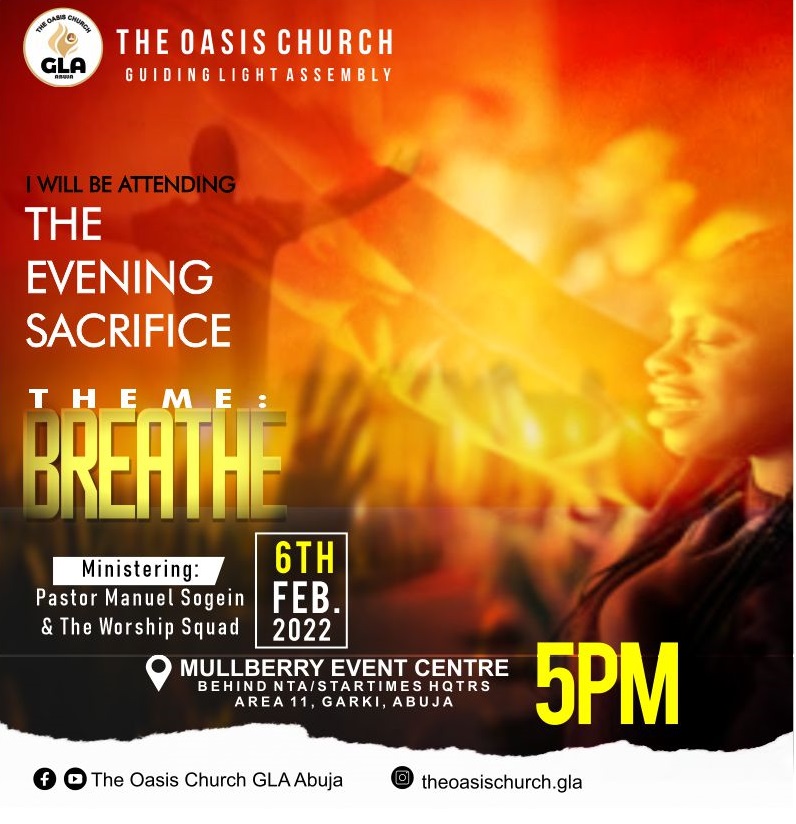 THE OASIS CHURCH
GLA
ABUJA
THE OASIS CHURCH
GUIDING LIGHT ASSEMBLY
I WILL BE ATTENDING
THE
EVENING
SACRIFICE
THEME:
BREATHE
Ministering:
Pastor Manuel Sogein
& The Worship Squad
6TH
FEB.
2022
MULLBERRY EVENT CENTRE
BEHIND NTA/STARTIMES HQTRS
AREA 11, GARKI, ABUJA
5PM
The Oasis Church GLA Abuja
theoasischurch.gla